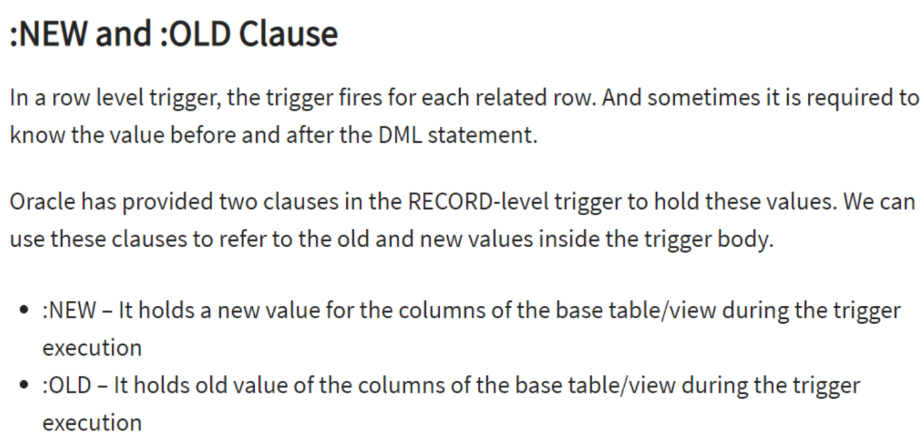 :NEW and :OLD Clause
In a row level trigger, the trigger fires for each related row. And sometimes it is required to
know the value before and after the DML statement.
Oracle has provided two clauses in the RECORD-level trigger to hold these values. We can
use these clauses to refer to the old and new values inside the trigger body.
• :NEW – It holds a new value for the columns of the base table/view during the trigger
execution
• :OLD – It holds old value of the columns of the base table/view during the trigger
execution